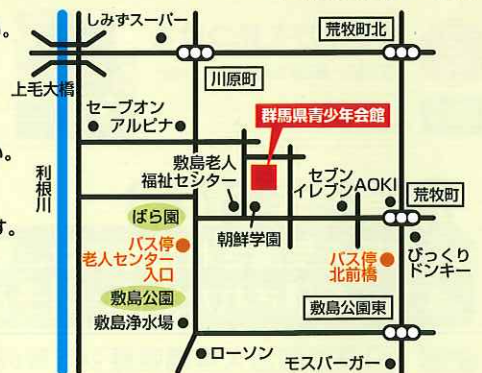 しみずスーパー
荒牧町北
。
川原町
上毛大橋
セーブオン
アルピナ
群馬県青少年会館
い。
敷島老人
福祉センター
セブン
イレブン
AOKI
荒牧町
利根川
ばら園
朝鮮学園
す。
バス停
老人センター
入口
バス停
北前橋
びっくり
ドンキー
敷島公園
敷島公園東
敷島浄水場
ローソン
モスバーガー